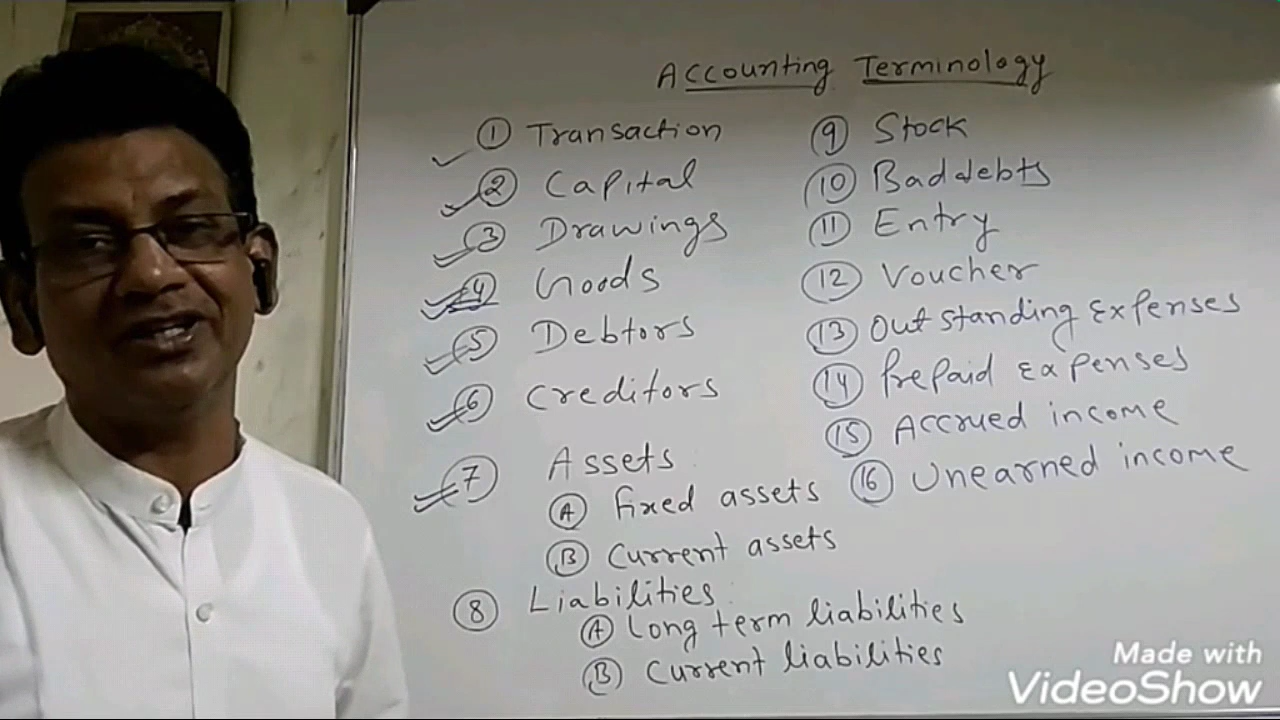 Accounting Terminology
① Transaction
② Capital
③ Drawings
④ Goods
⑤ Debtors
⑥ Creditors
⑦ Assets
Ⓐ fixed assets
Ⓑ Current assets
⑧ Liabilities
Ⓐ Long term liabilities
Ⓑ Current liabilities
⑨ Stock
⑩ Bad debts
⑪ Entry
⑫ Voucher
⑬ Outstanding Expenses
⑭ Prepaid Expenses
⑮ Accrued income
⑯ Unearned income
Made with
VideoShow